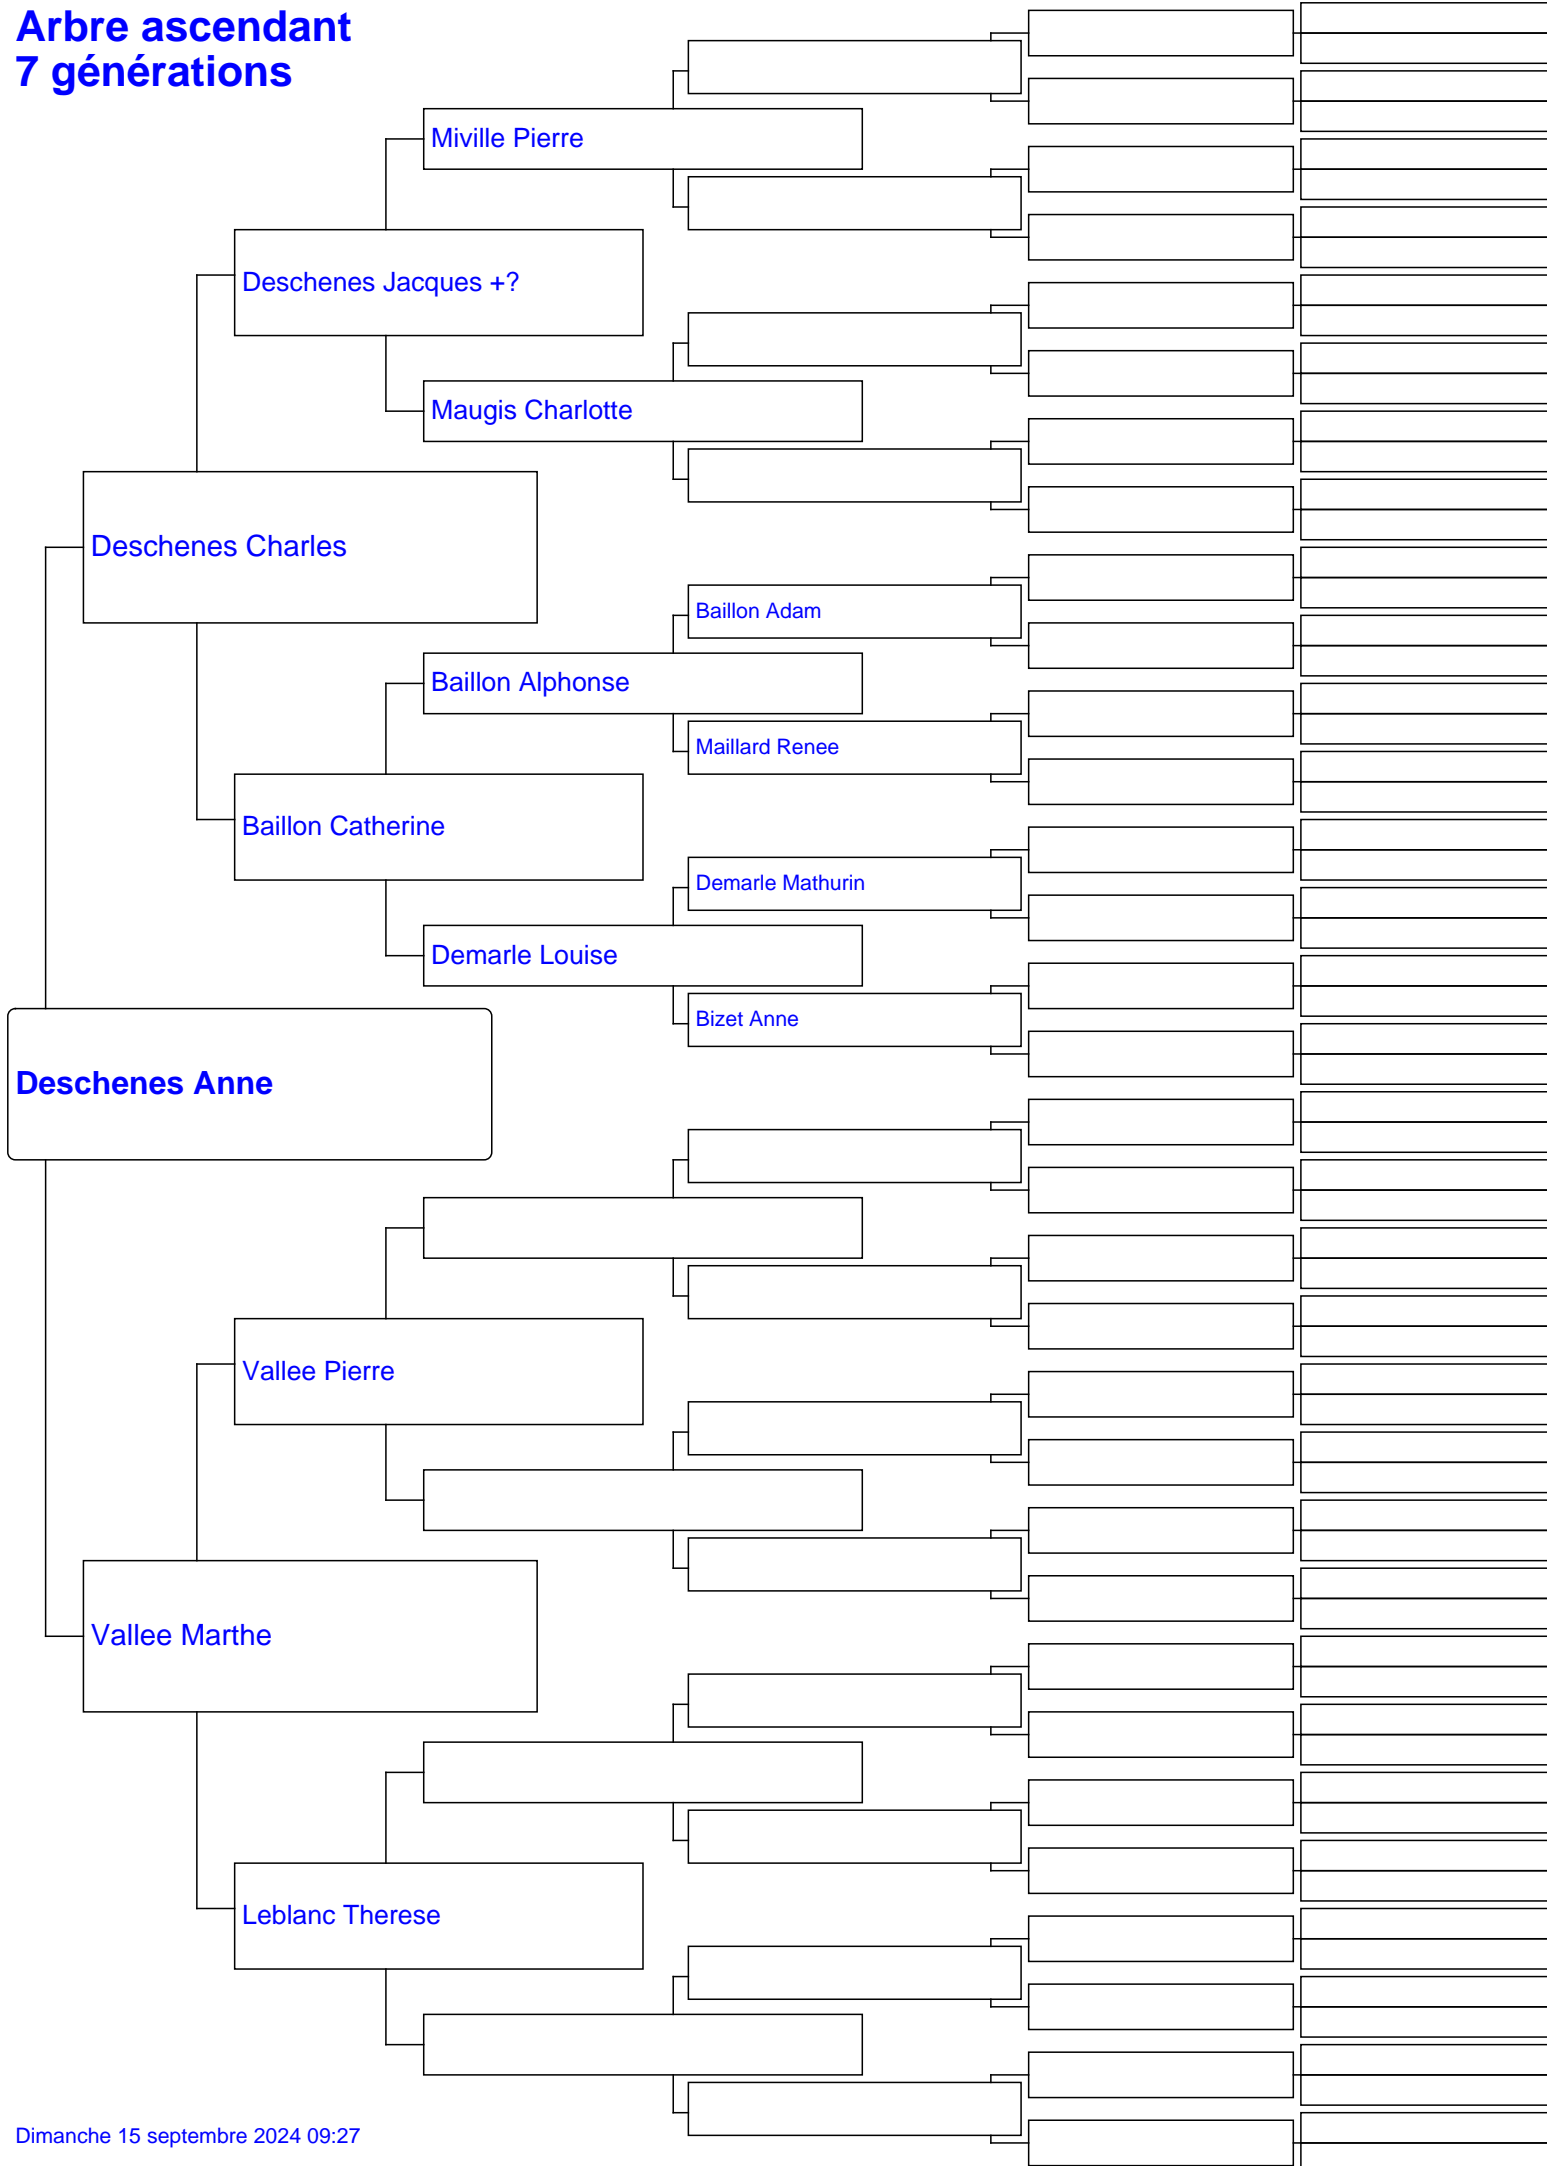 Arbre ascendant
7 générations
Miville Pierre
Deschenes Jacques +?
Maugis Charlotte
Deschenes Charles
Baillon Adam
Baillon Alphonse
Maillard Renee
Baillon Catherine
Demarle Mathurin
Demarle Louise
Bizet Anne
Deschenes Anne
Vallee Pierre
Vallee Marthe
Leblanc Therese
Dimanche 15 septembre 2024 09:27